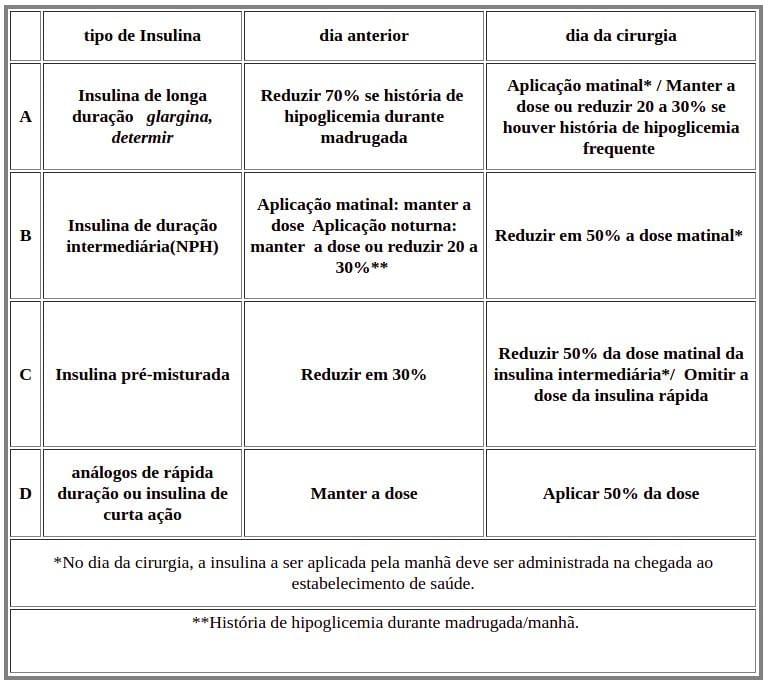 tipo de Insulina
dia anterior
dia da cirurgia
A
Insulina de longa
duração glargina,
determir
Reduzir 70% se história de
hipoglicemia durante
madrugada
Aplicação matinal* / Manter a
dose ou reduzir 20 a 30% se
houver história de hipoglicemia
frequente
B
Insulina de duração
intermediária(NPH)
Aplicação matinal: manter a
dose Aplicação noturna:
manter a dose ou reduzir 20 a
30%**
Reduzir em 50% a dose matinal*
C
Insulina pré-misturada
Reduzir em 30%
Reduzir 50% da dose matinal da
insulina intermediária*/ Omitir a
dose da insulina rápida
D
análogos de rápida
duração ou insulina de
curta ação
Manter a dose
Aplicar 50% da dose
*No dia da cirurgia, a insulina a ser aplicada pela manhã deve ser administrada na chegada ao
estabelecimento de saúde.
**História de hipoglicemia durante madrugada/manhã.